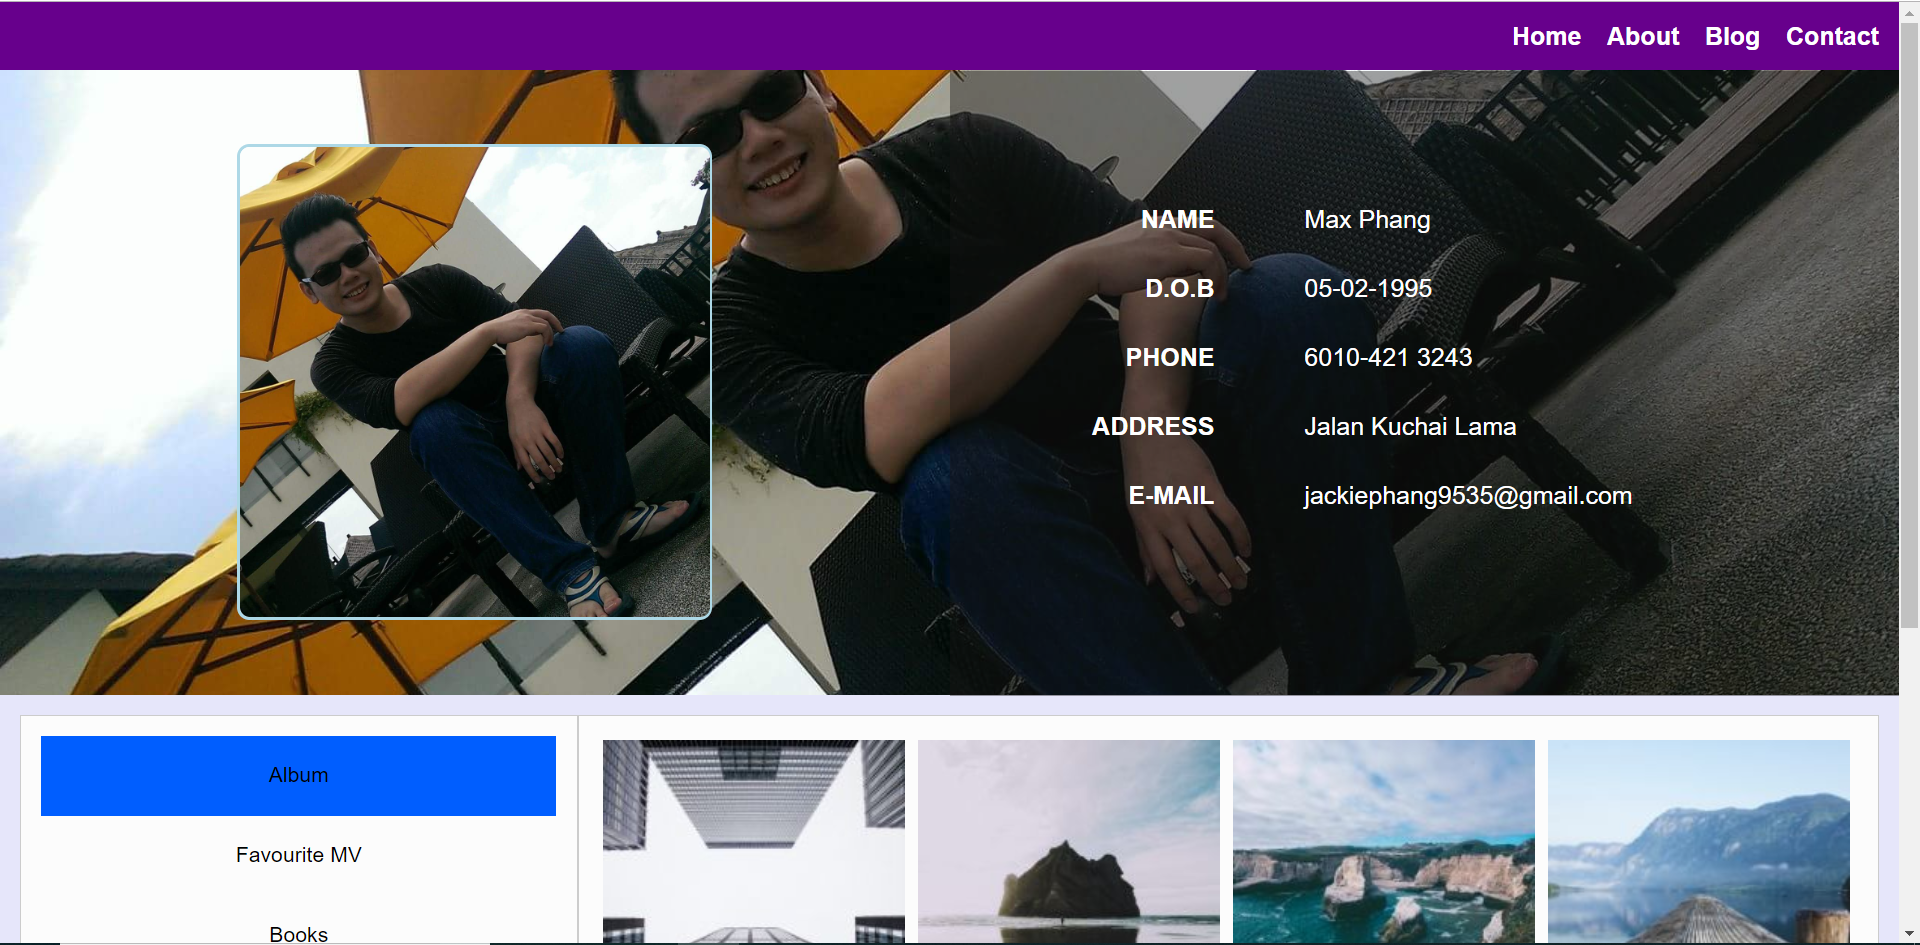 Home About Blog Contact
NAME Max Phang
D.O.B 05-02-1995
PHONE 6010-421 3243
ADDRESS Jalan Kuchai Lama
E-MAIL jackiephang9535@gmail.com
Album
Favourite MV
Books